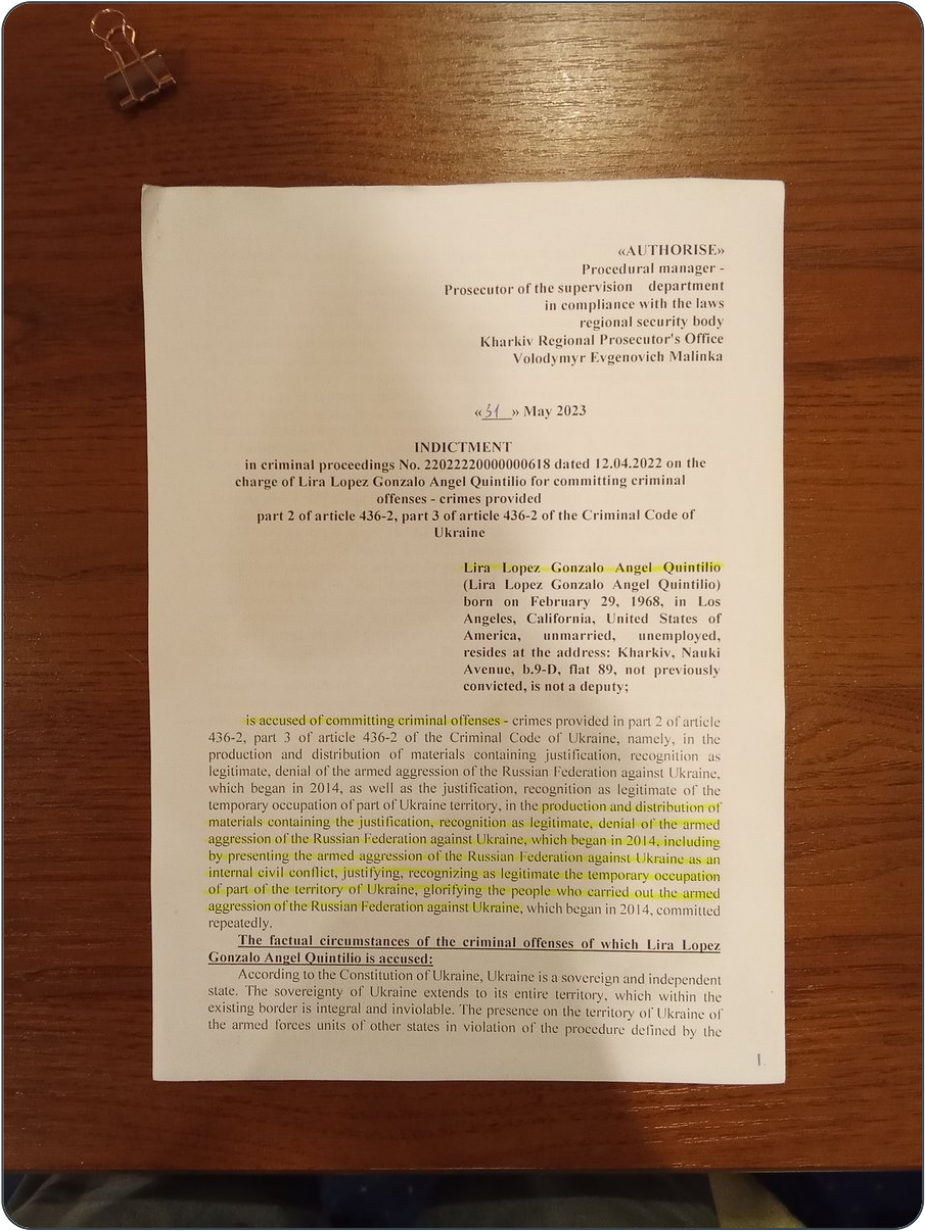 «AUTHORISE»
Procedural manager -
Prosecutor of the supervision department
in compliance with the laws
regional security body
Kharkiv Regional Prosecutor's Office
Volodymyr Evgenovich Malinka
«31» May 2023
INDICTMENT
in criminal proceedings No. 22022220000000618 dated 12.04.2022 on the
charge of Lira Lopez Gonzalo Angel Quintilio for committing criminal
offenses - crimes provided
part 2 of article 436-2, part 3 of article 436-2 of the Criminal Code of
Ukraine
Lira Lopez Gonzalo Angel Quintilio
(Lira Lopez Gonzalo Angel Quintilio)
born on February 29, 1968, in Los
Angeles, California, United States of
America, unmarried, unemployed,
resides at the address: Kharkiv, Nauki
Avenue, b.9-D, flat 89, not previously
convicted, is not a deputy;
is accused of committing criminal offenses - crimes provided in part 2 of article
436-2, part 3 of article 436-2 of the Criminal Code of Ukraine, namely, in the
production and distribution of materials containing justification, recognition as
legitimate, denial of the armed aggression of the Russian Federation against Ukraine,
which began in 2014, as well as the justification, recognition as legitimate of the
temporary occupation of part of Ukraine territory, in the production and distribution of
materials containing the justification, recognition as legitimate, denial of the armed
aggression of the Russian Federation against Ukraine, which began in 2014, including
by presenting the armed aggression of the Russian Federation against Ukraine as an
internal civil conflict, justifying, recognizing as legitimate the temporary occupation
of part of the territory of Ukraine, glorifying the people who carried out the armed
aggression of the Russian Federation against Ukraine, which began in 2014, committed
repeatedly.
The factual circumstances of the criminal offenses of which Lira Lopez
Gonzalo Angel Quintilio is accused:
According to the Constitution of Ukraine, Ukraine is a sovereign and independent
state. The sovereignty of Ukraine extends to its entire territory, which within the
existing border is integral and inviolable. The presence on the territory of Ukraine of
the armed forces units of other states in violation of the procedure defined by the
1